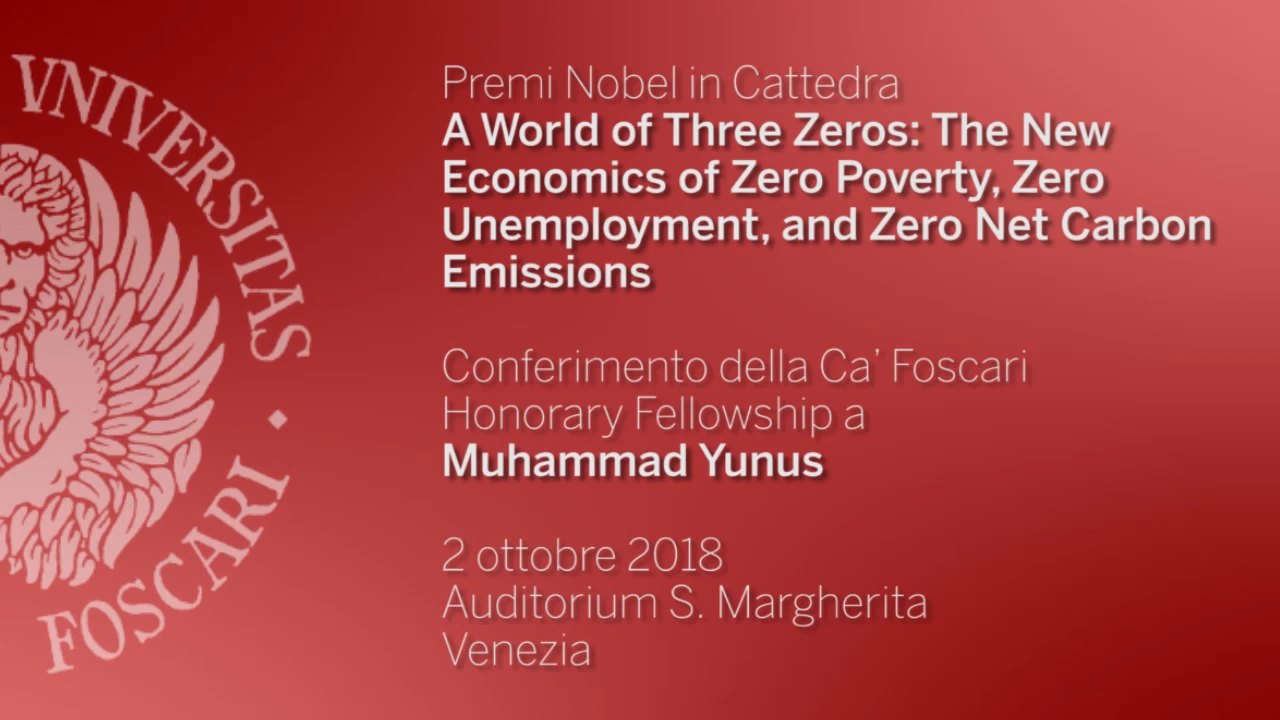 VNIVERSITAS
FOSCARI
Premi Nobel in Cattedra
A World of Three Zeros: The New
Economics of Zero Poverty, Zero
Unemployment, and Zero Net Carbon
Emissions
Conferimento della Ca’ Foscari
Honorary Fellowship a
Muhammad Yunus
2 ottobre 2018
Auditorium S. Margherita
Venezia